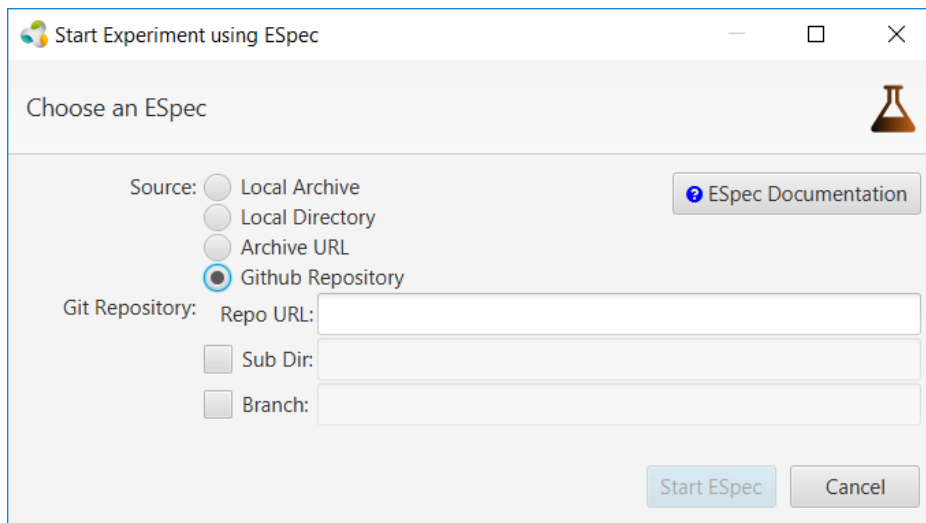 Start Experiment using ESpec
Choose an ESpec
Source: Local Archive
ESpec Documentation
Local Directory
Archive URL
Github Repository
Git Repository: Repo URL:
Sub Dir:
Branch:
Start ESpec Cancel